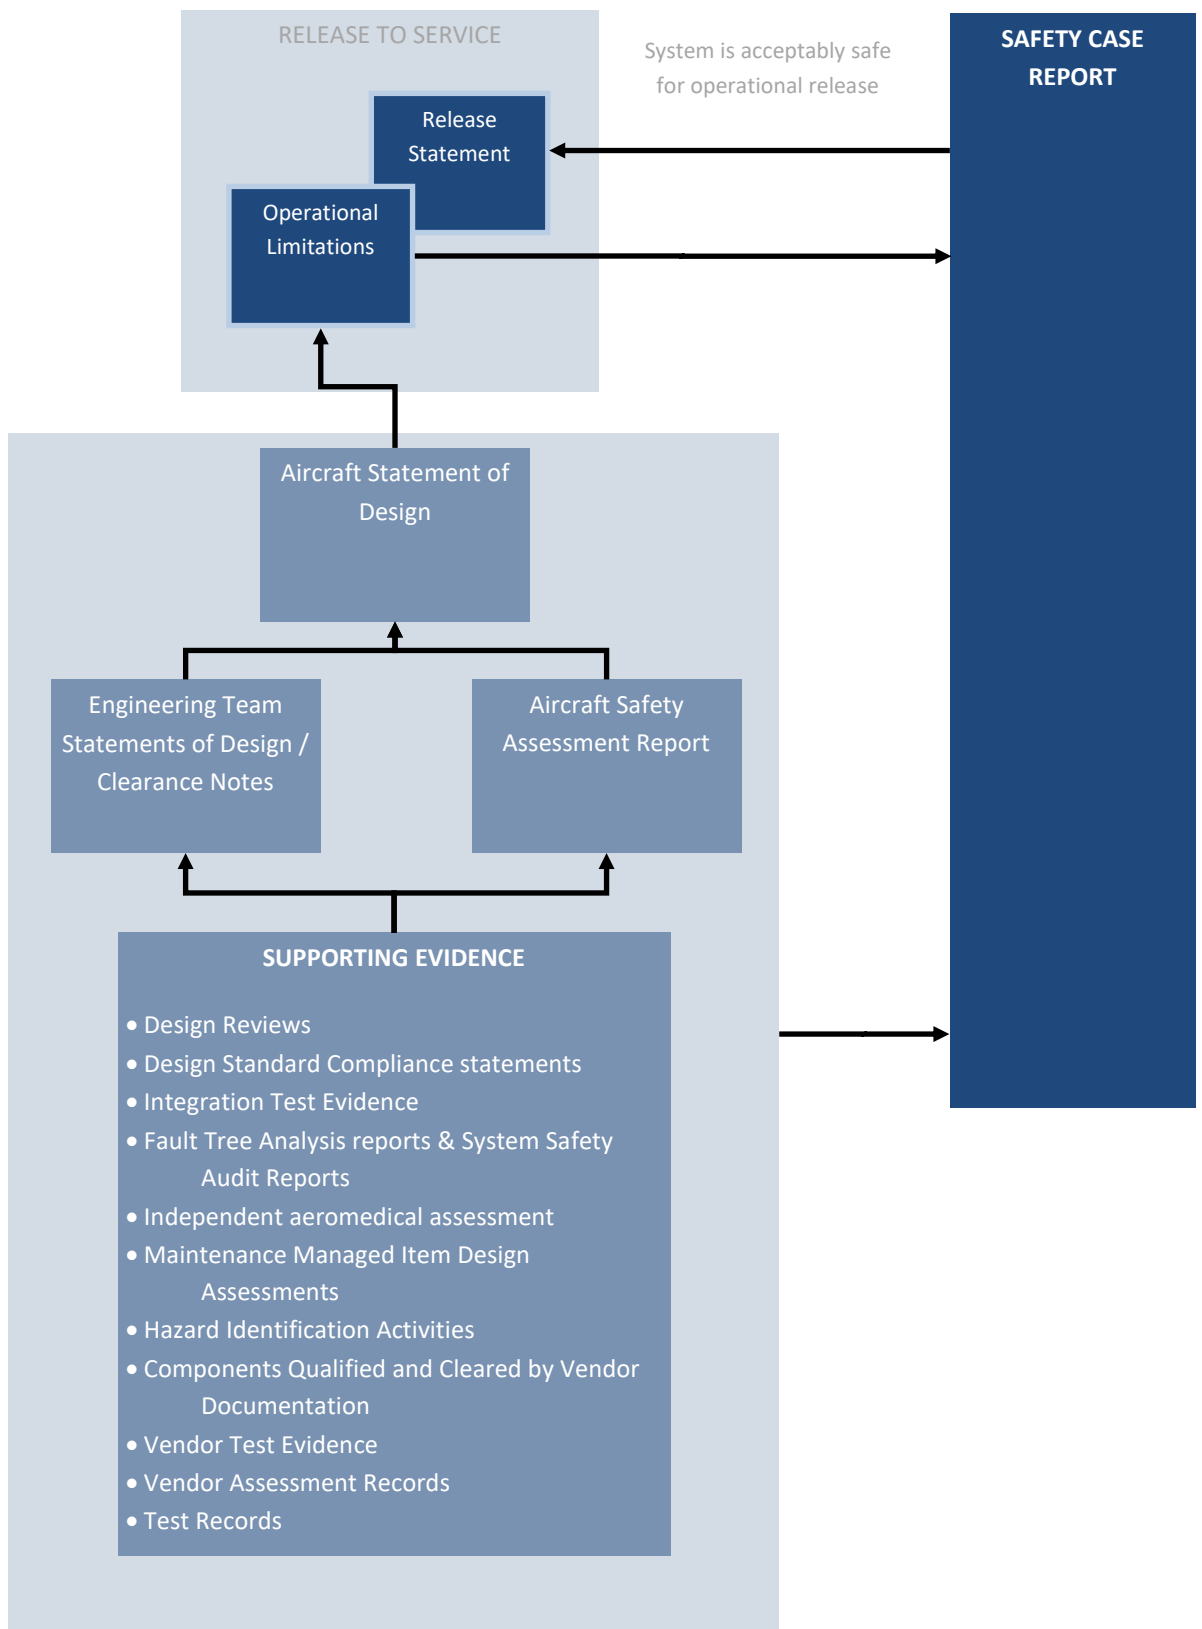 RELEASE TO SERVICE
System is acceptably safe
for operational release
SAFETY CASE
REPORT
Release
Statement
Operational
Limitations
Aircraft Statement of
Design
Engineering Team
Statements of Design /
Clearance Notes
Aircraft Safety
Assessment Report
SUPPORTING EVIDENCE
• Design Reviews
• Design Standard Compliance statements
• Integration Test Evidence
• Fault Tree Analysis reports & System Safety
Audit Reports
• Independent aeromedical assessment
• Maintenance Managed Item Design
Assessments
• Hazard Identification Activities
• Components Qualified and Cleared by Vendor
Documentation
• Vendor Test Evidence
• Vendor Assessment Records
• Test Records